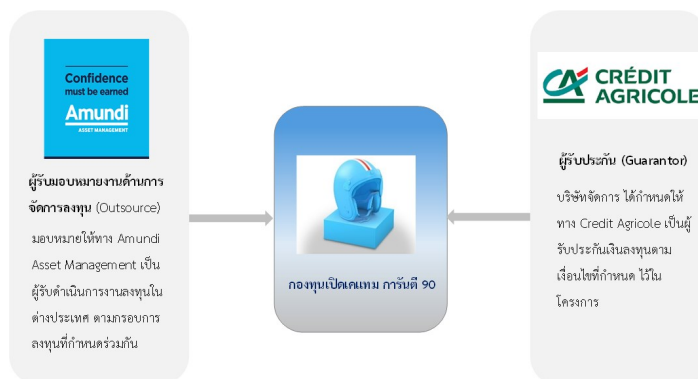 Confidence
must be earned
Amundi
ASSET MANAGEMENT
ผู้รับมอบหมายงานด้านการ
จัดการลงทุน (Outsource)
มอบหมายให้ทาง Amundi
Asset Management เป็น
ผู้รับดำเนินการงานลงทุนใน
ต่างประเทศ ตามกรอบการ
ลงทุนที่กำหนดร่วมกัน
กองทุนเปิดเคแทม การันตี 90
CRÉDIT
AGRICOLE
ผู้รับประกัน (Guarantor)
บริษัทจัดการ ได้กำหนดให้
ทาง Credit Agricole เป็นผู้
รับประกันเงินลงทุนตาม
เงื่อนไขที่กำหนด ไว้ใน
โครงการ